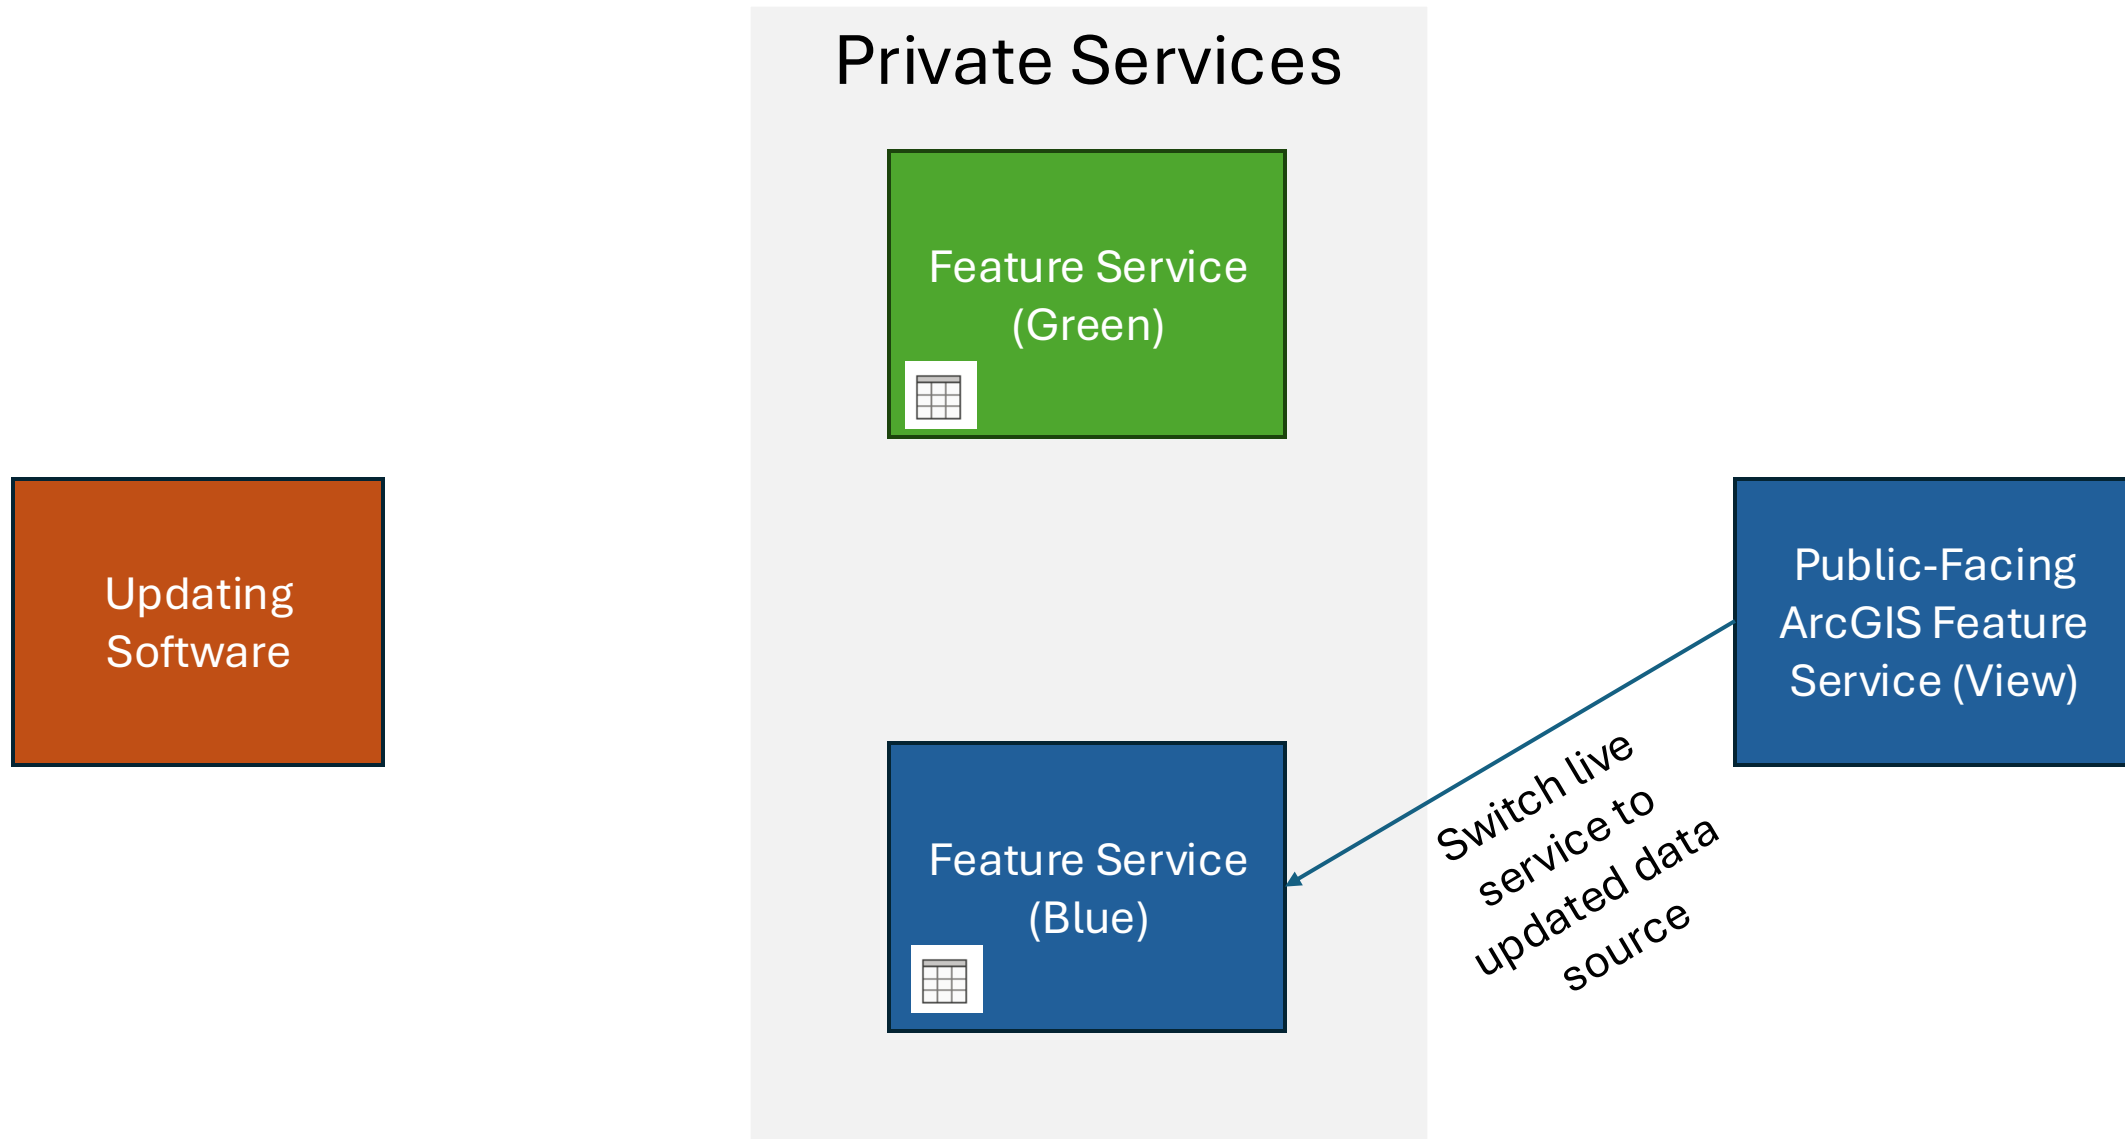 Private Services
Feature Service
(Green)
Updating
Software
Public-Facing
ArcGIS Feature
Service (View)
Switch live
service to
updated data
source
Feature Service
(Blue)